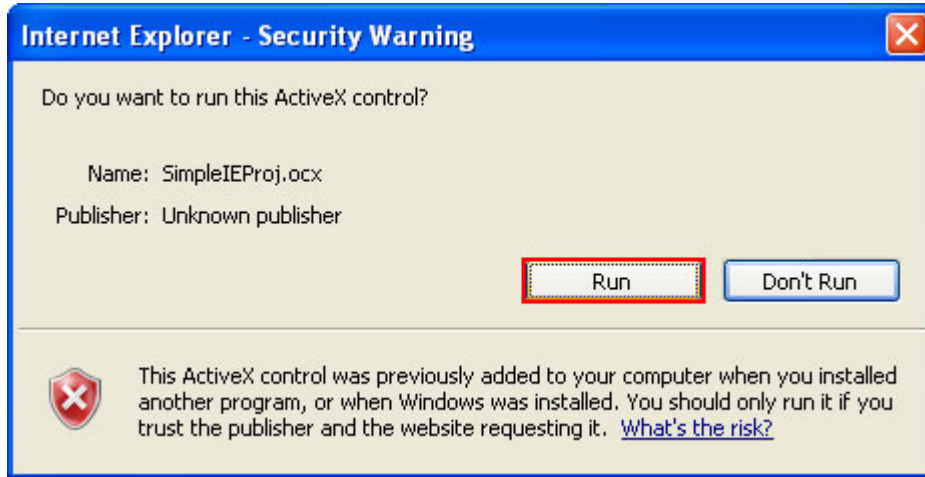 Internet Explorer - Security Warning
Do you want to run this ActiveX control?
Name: SimpleIEProj.ocx
Publisher: Unknown publisher
Run Don't Run
This ActiveX control was previously added to your computer when you installed
another program, or when Windows was installed. You should only run it if you
trust the publisher and the website requesting it. What's the risk?